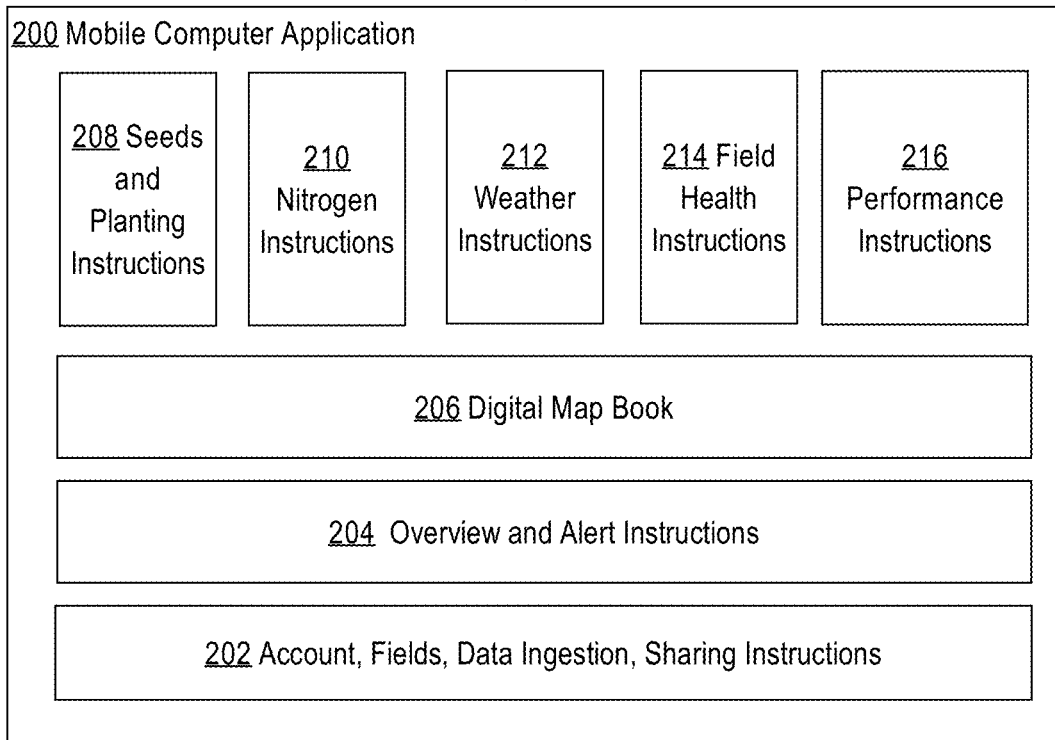 200 Mobile Computer Application
208 Seeds
and
Planting
Instructions
210
Nitrogen
Instructions
212
Weather
Instructions
214 Field
Health
Instructions
216
Performance
Instructions
206 Digital Map Book
204 Overview and Alert Instructions
202 Account, Fields, Data Ingestion, Sharing Instructions